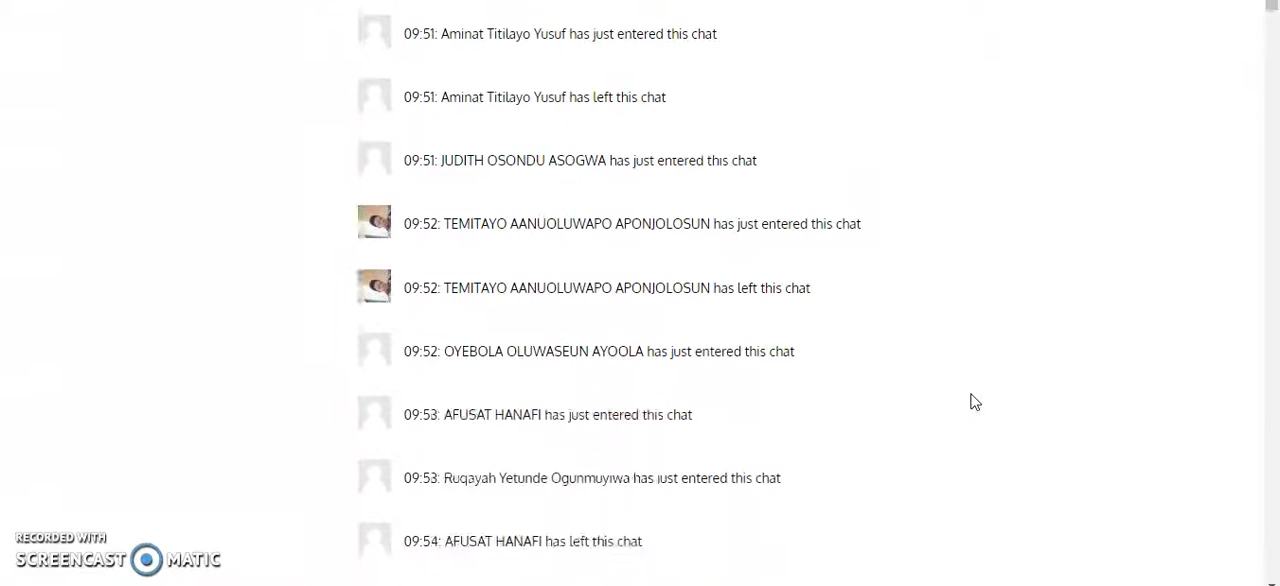 09:51: Aminat Titilayo Yusuf has just entered this chat
09:51: Aminat Titilayo Yusuf has left this chat
09:51: JUDITH OSONDU ASOGWA has just entered this chat
09:52: TEMITAYO AANUOLUWAPO APONJOLOSUN has just entered this chat
09:52: TEMITAYO AANUOLUWAPO APONJOLOSUN has left this chat
09:52: OYEBOLA OLUWASEUN AYOOLA has just entered this chat
09:53: AFUSAT HANAFI has just entered this chat
09:53: Ruqayah Yetunde Ogunmuyiwa has just entered this chat
09:54: AFUSAT HANAFI has left this chat
RECORDED WITH
SCREENCAST MATIC